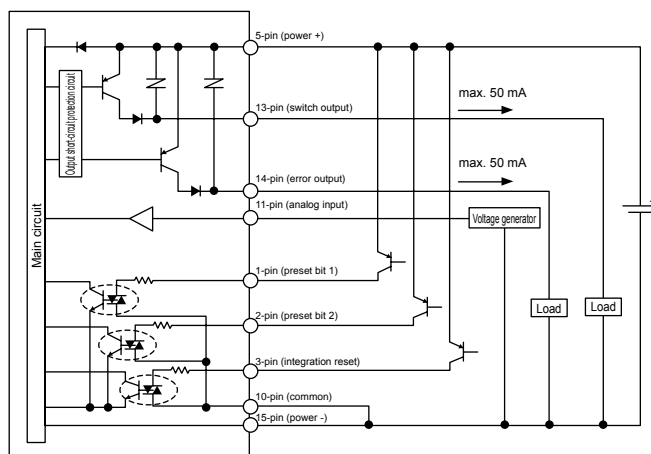 5-pin (power +)
Output short-circuit protection circuit
max. 50 mA
13-pin (switch output)
max. 50 mA
14-pin (error output)
11-pin (analog input)
Voltage generator
Main circuit
1-pin (preset bit 1)
2-pin (preset bit 2)
Load
Load
3-pin (integration reset)
10-pin (common)
15-pin (power -)